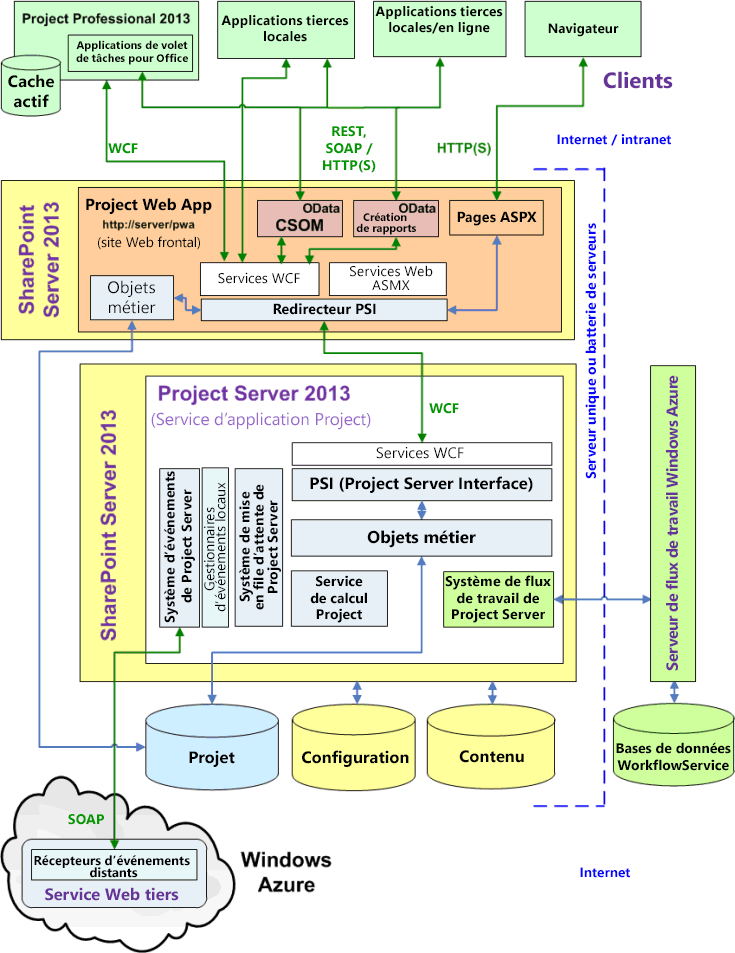 Project Professional 2013
Applications de volet
de tâches pour Office
Cache
actif
Applications tierces
locales
Applications tierces
locales/en ligne
Navigateur
Clients
WCF
REST,
SOAP /
HTTP(S)
HTTP(S)
Internet / intranet
SharePoint
Server 2013
Project Web App
http://server/pwa
(site Web frontal)
OData
CSOM
OData
Création
de rapports
Pages ASPX
Services WCF
Services Web
ASMX
Objets
métier
Redirecteur PSI
Serveur unique ou batterie de serveurs
SharePoint Server 2013
Project Server 2013
(Service d'application Project)
WCF
Services WCF
PSI (Project Server Interface)
Objets métier
Système d'événements
de Project Server
Gestionnaires
d'événements locaux
Système de mise
en file d'attente de
Project Server
Service
de calcul
Project
Système de flux
de travail de
Project Server
Serveur de flux de travail Windows Azure
Projet
Configuration
Contenu
Bases de données
WorkflowService
SOAP
Récepteurs d'événements
distants
Service Web tiers
Windows
Azure
Internet